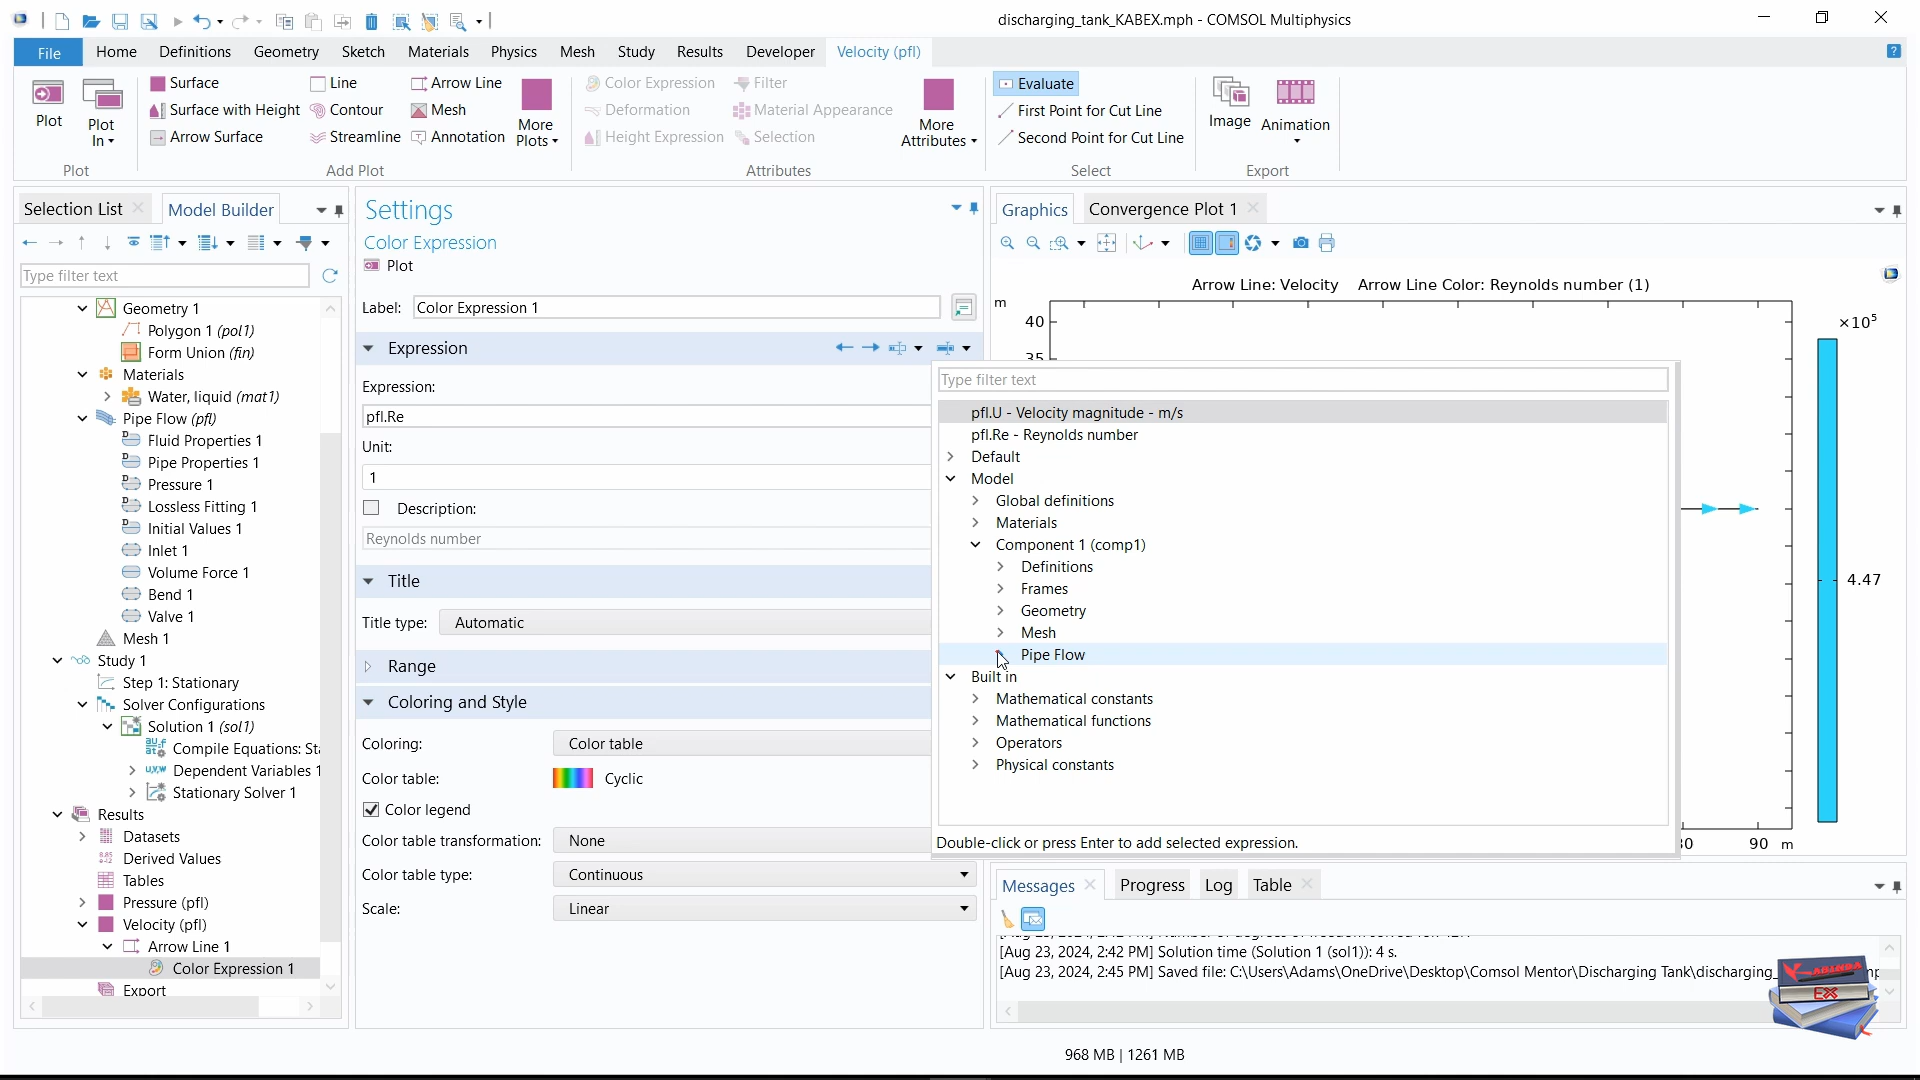 discharging_tank_KABEX.mph - COMSOL Multiphysics
File Home Definitions Geometry Sketch Materials Physics Mesh Study Results Developer Velocity (pfl)
Plot
Plot In
Plot
Surface
Surface with Height
Arrow Surface
Line
Contour
Streamline
Arrow Line
Mesh
Annotation
More Plots
Add Plot
Color Expression
Deformation
Height Expression
Filter
Material Appearance
Selection
More Attributes
Attributes
Evaluate
First Point for Cut Line
Second Point for Cut Line
Select
Image
Animation
Export
Selection List
Model Builder
Type filter text
Geometry 1
Polygon 1 (pol1)
Form Union (fin)
Materials
Water, liquid (mat1)
Pipe Flow (pfl)
Fluid Properties 1
Pipe Properties 1
Pressure 1
Lossless Fitting 1
Initial Values 1
Inlet 1
Volume Force 1
Bend 1
Valve 1
Mesh 1
Study 1
Step 1: Stationary
Solver Configurations
Solution 1 (sol1)
Compile Equations: Sta
Dependent Variables 1
Stationary Solver 1
Results
Datasets
Derived Values
Tables
Pressure (pfl)
Velocity (pfl)
Arrow Line 1
Color Expression 1
Export
Settings
Color Expression
Plot
Label: Color Expression 1
Expression
Expression:
pfl.Re
Unit:
1
Description:
Reynolds number
Title
Title type: Automatic
Range
Coloring and Style
Coloring: Color table
Color table: Cyclic
Color legend
Color table transformation: None
Color table type: Continuous
Scale: Linear
Graphics
Convergence Plot 1
Arrow Line: Velocity Arrow Line Color: Reynolds number (1)
m
40
35
×10⁵
4.47
90 m
Type filter text
pfl.U - Velocity magnitude - m/s
pfl.Re - Reynolds number
Default
Model
Global definitions
Materials
Component 1 (comp1)
Definitions
Frames
Geometry
Mesh
Pipe Flow
Built in
Mathematical constants
Mathematical functions
Operators
Physical constants
Double-click or press Enter to add selected expression.
Messages Progress Log Table
[Aug 23, 2024, 2:42 PM] Solution time (Solution 1 (sol1)): 4 s.
[Aug 23, 2024, 2:45 PM] Saved file: C:\Users\Adams\OneDrive\Desktop\Comsol Mentor\Discharging Tank\discharging_
EX
968 MB | 1261 MB